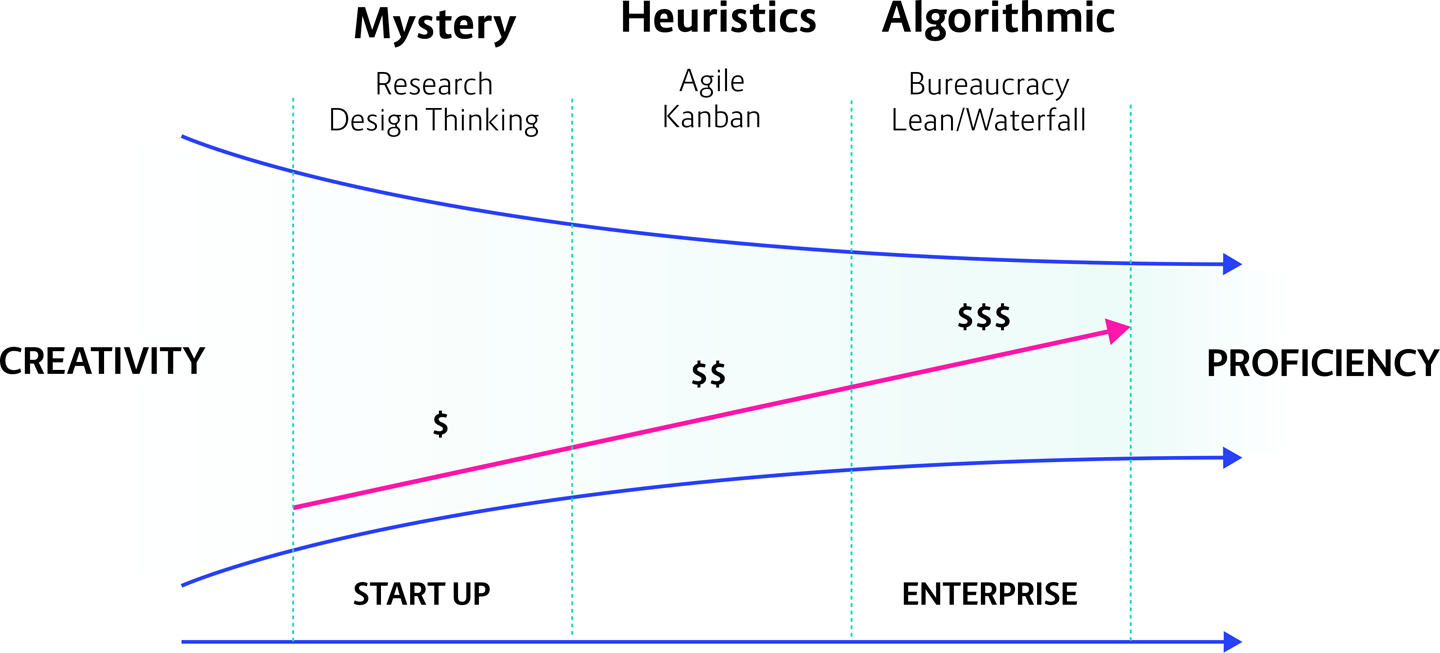 Mystery
Heuristics
Algorithmic
Research
Design Thinking
Agile
Kanban
Bureaucracy
Lean/Waterfall
CREATIVITY
$
$$
$$$
PROFICIENCY
START UP
ENTERPRISE